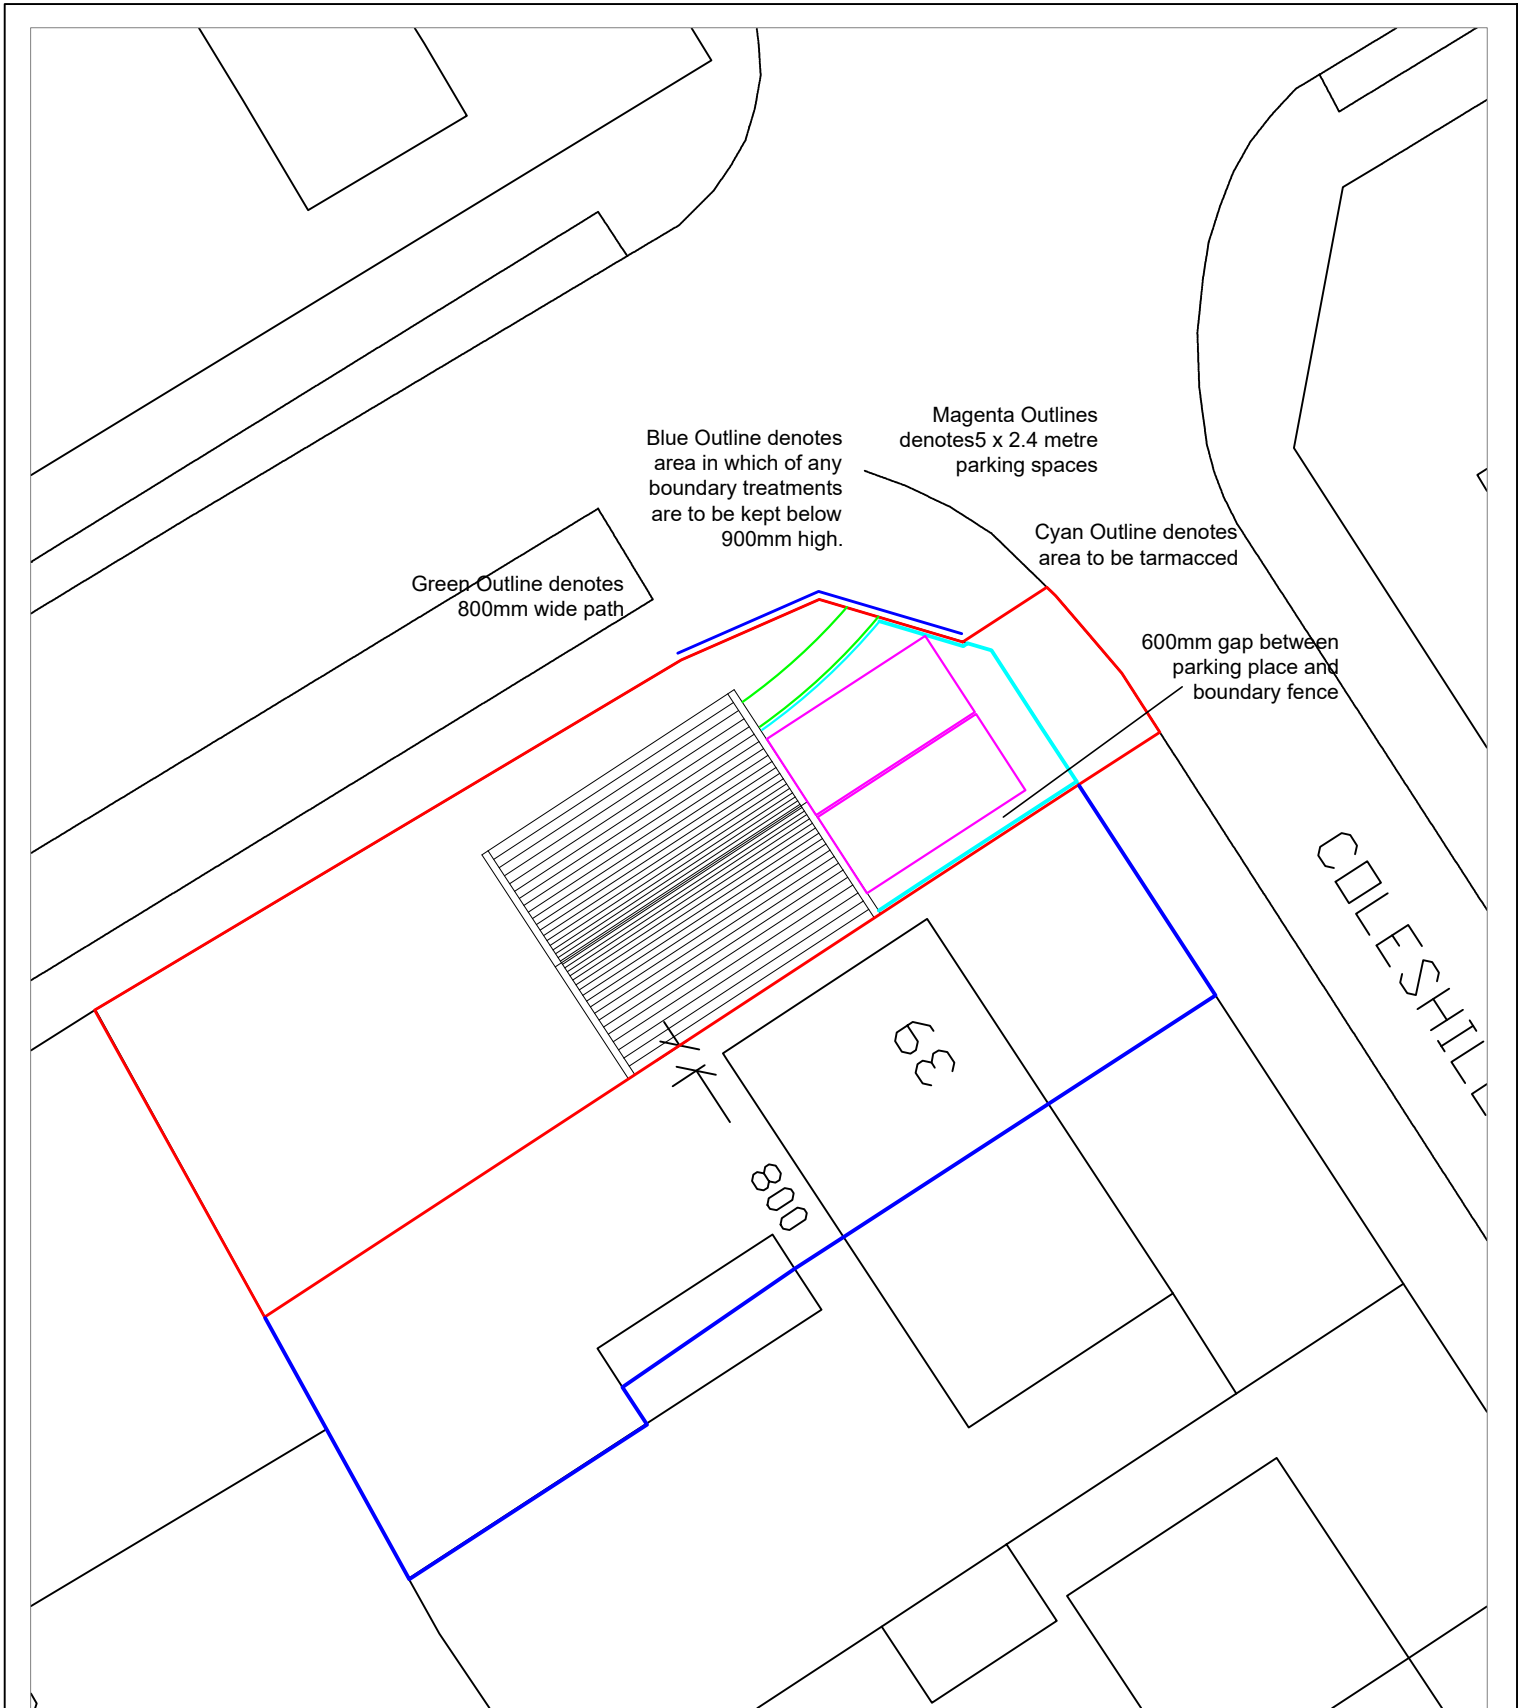 Magenta Outlines
denotes5 x 2.4 metre
parking spaces
Blue Outline denotes
area in which of any
boundary treatments
are to be kept below
900mm high.
Cyan Outline denotes
area to be tarmacced
Green Outline denotes
800mm wide path
600mm gap between
parking place and
boundary fence
COLESHILL
39
800